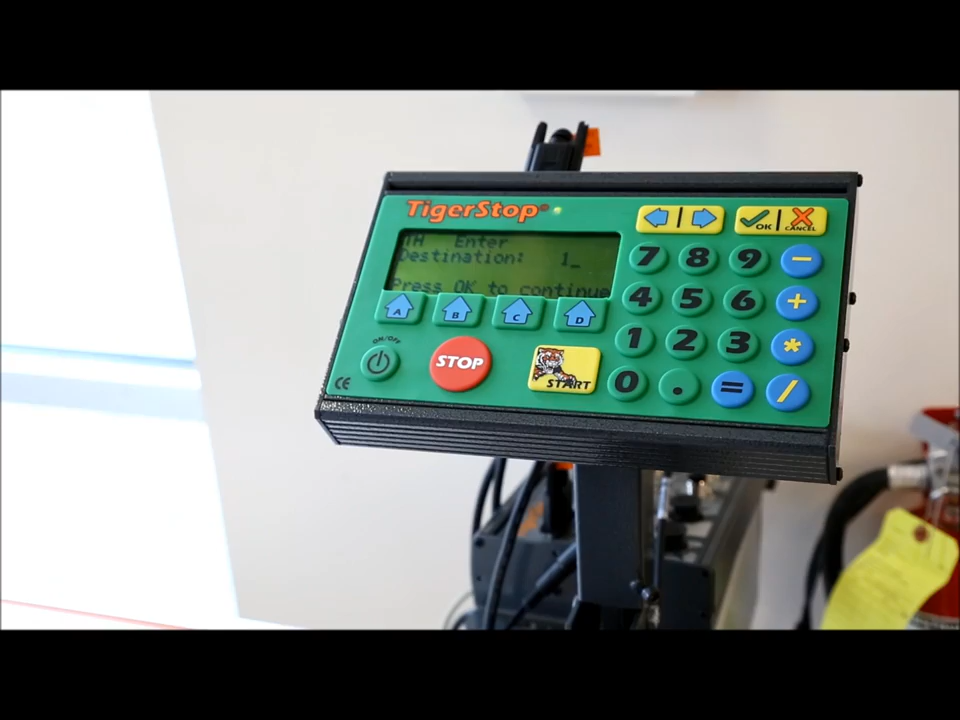 TigerStop®
TH Enter
Destination: 1_
Press OK to continue
A B C D
ON/OFF
STOP
START
CE
OK CANCEL
7 8 9 -
4 5 6 +
1 2 3 *
0 . = /